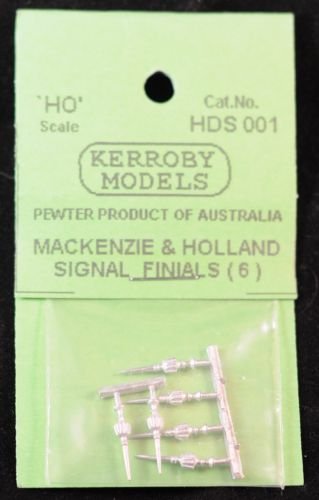 'HO' Cat.No.
Scale HDS 001
KERROBY
MODELS
PEWTER PRODUCT OF AUSTRALIA
MACKENZIE & HOLLAND
SIGNAL FINIALS (6)